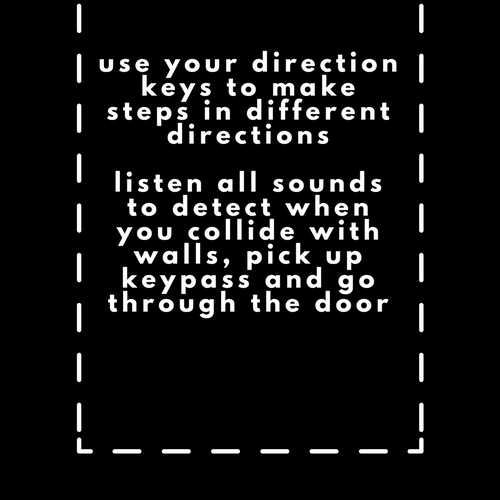 use your direction
keys to make
steps in different
directions
listen all sounds
to detect when
you collide with
walls, pick up
keypass and go
through the door